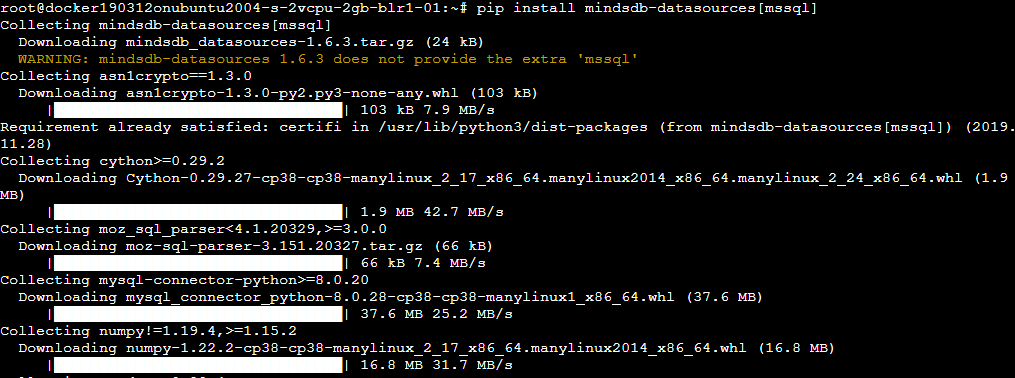 root@docker190312onubuntu2004-s-2vcpu-2gb-blr1-01:~# pip install mindsdb-datasources[mssql]
Collecting mindsdb-datasources[mssql]
Downloading mindsdb_datasources-1.6.3.tar.gz (24 kB)
WARNING: mindsdb-datasources 1.6.3 does not provide the extra 'mssql'
Collecting asn1crypto==1.3.0
Downloading asn1crypto-1.3.0-py2.py3-none-any.whl (103 kB)
|████████████████████████████████| 103 kB 7.9 MB/s
Requirement already satisfied: certifi in /usr/lib/python3/dist-packages (from mindsdb-datasources[mssql]) (2019.
11.28)
Collecting cython>=0.29.2
Downloading Cython-0.29.27-cp38-cp38-manylinux_2_17_x86_64.manylinux2014_x86_64.manylinux_2_24_x86_64.whl (1.9
MB)
|████████████████████████████████| 1.9 MB 42.7 MB/s
Collecting moz_sql_parser<4.1.20329,>=3.0.0
Downloading moz-sql-parser-3.151.20327.tar.gz (66 kB)
|████████████████████████████████| 66 kB 7.4 MB/s
Collecting mysql-connector-python>=8.0.20
Downloading mysql_connector_python-8.0.28-cp38-cp38-manylinux1_x86_64.whl (37.6 MB)
|████████████████████████████████| 37.6 MB 25.2 MB/s
Collecting numpy!=1.19.4,>=1.15.2
Downloading numpy-1.22.2-cp38-cp38-manylinux_2_17_x86_64.manylinux2014_x86_64.whl (16.8 MB)
|████████████████████████████████| 16.8 MB 31.7 MB/s